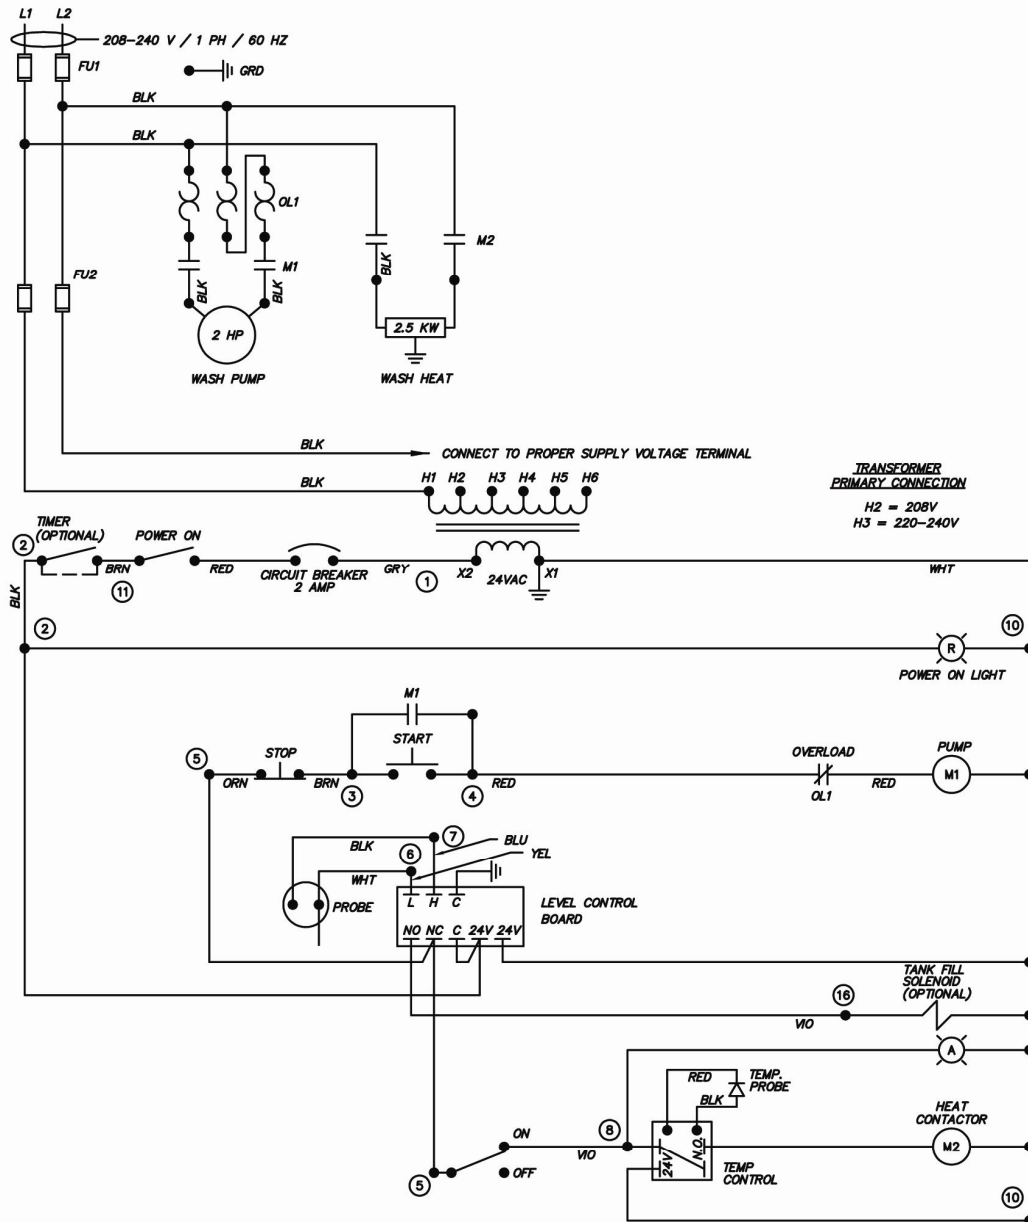 L1 L2
208-240 V / 1 PH / 60 HZ
FU1
GRD
BLK
BLK
OL1
M2
BLK
M1
FU2
BLK
BLK
2 HP
2.5 KW
WASH PUMP
WASH HEAT
BLK
CONNECT TO PROPER SUPPLY VOLTAGE TERMINAL
BLK
H1 H2 H3 H4 H5 H6
TRANSFORMER
PRIMARY CONNECTION
H2 = 208V
H3 = 220-240V
TIMER
(OPTIONAL)
POWER ON
2
BRN
RED
CIRCUIT BREAKER
2 AMP
GRY
1
X2
24VAC
X1
WHT
11
BLK
2
10
R
POWER ON LIGHT
M1
START
5
STOP
OVERLOAD
PUMP
ORN
BRN
3
4
RED
OL1
RED
M1
7
BLK
BLU
6
YEL
WHT
PROBE
L H C
LEVEL CONTROL
BOARD
NO NC C 24V 24V
TANK FILL
SOLENOID
(OPTIONAL)
16
VIO
A
RED
TEMP.
PROBE
BLK
HEAT
CONTACTOR
ON
8
VIO
24V
N.O.
M2
5
OFF
TEMP
CONTROL
10